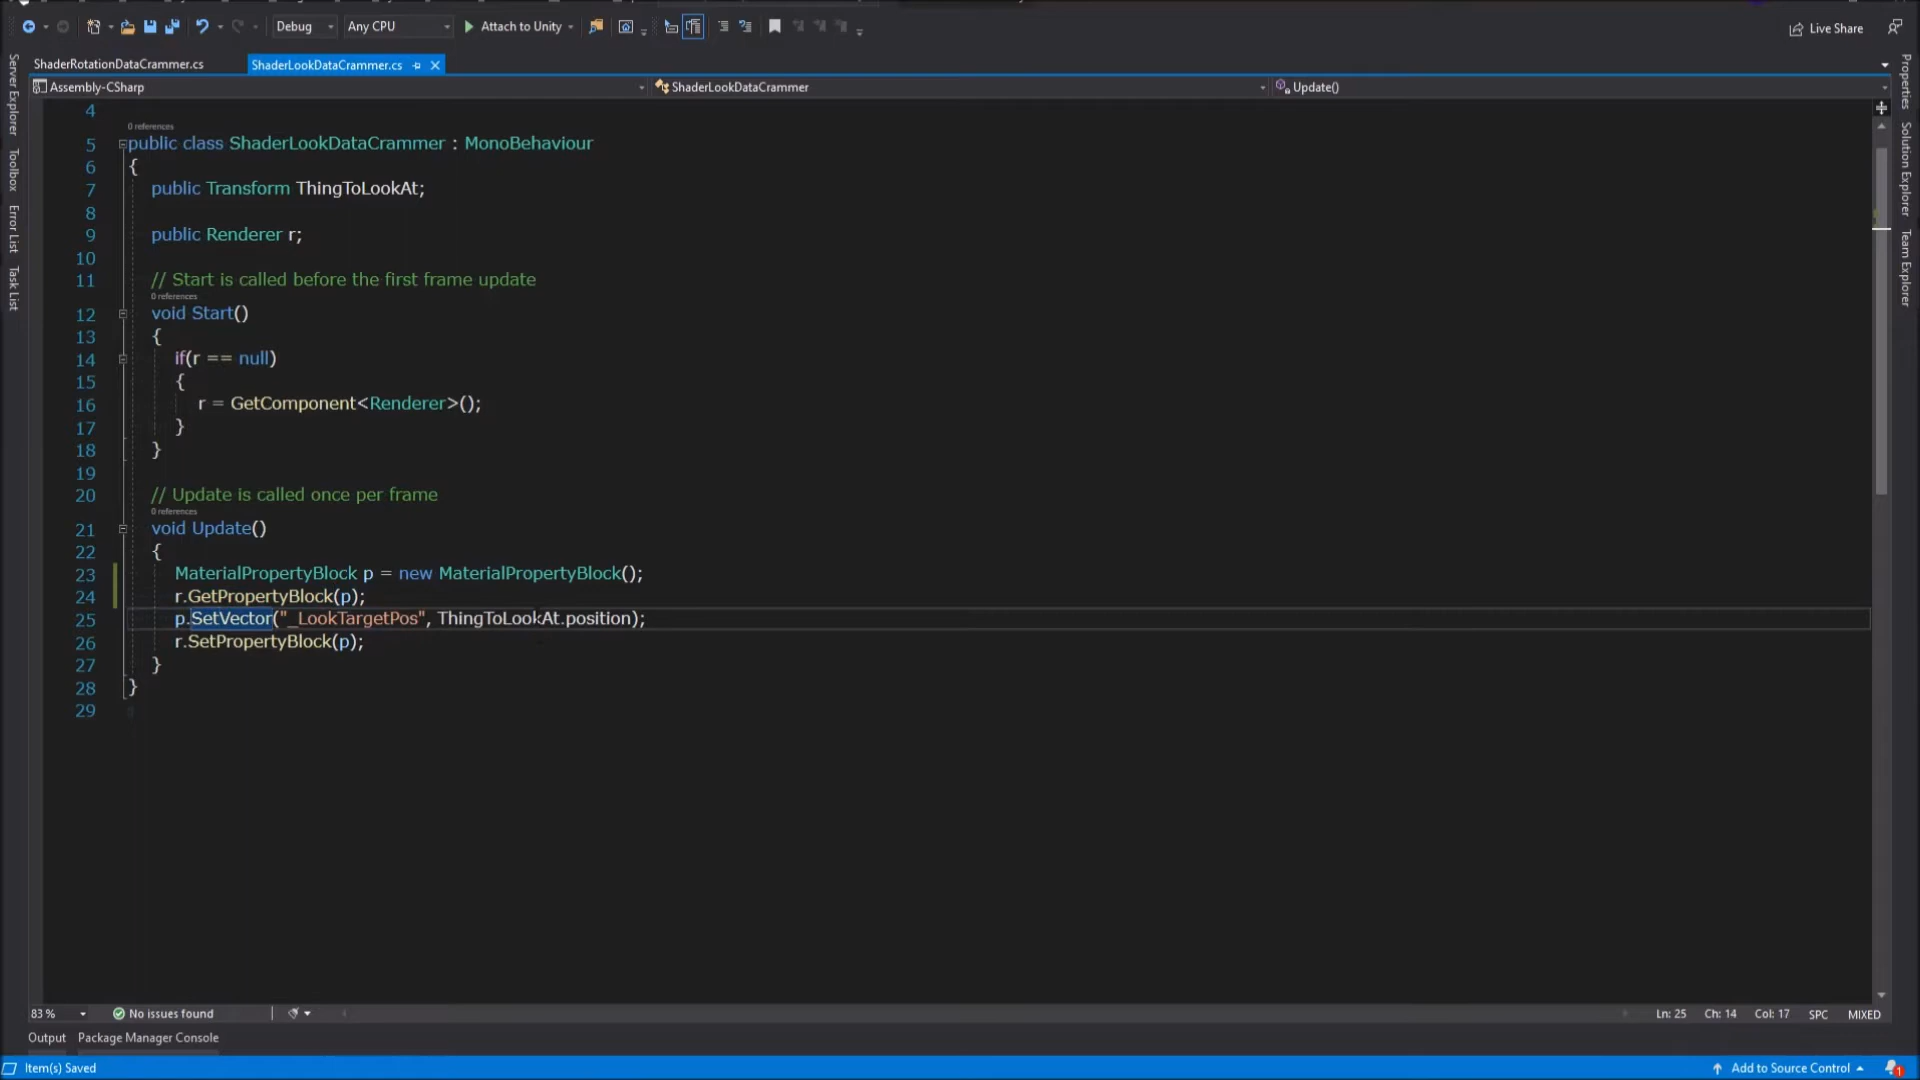 Debug Any CPU Attach to Unity Live Share
ShaderRotationDataCrammer.cs ShaderLookDataCrammer.cs
Assembly-CSharp ShaderLookDataCrammer Update()
Server Explorer
Toolbox
Error List
Task List
Properties
Solution Explorer
Team Explorer
4
0 references
5 public class ShaderLookDataCrammer : MonoBehaviour
6 {
7 public Transform ThingToLookAt;
8
9 public Renderer r;
10
11 // Start is called before the first frame update
0 references
12 void Start()
13 {
14 if(r == null)
15 {
16 r = GetComponent<Renderer>();
17 }
18 }
19
20 // Update is called once per frame
0 references
21 void Update()
22 {
23 MaterialPropertyBlock p = new MaterialPropertyBlock();
24 r.GetPropertyBlock(p);
25 p.SetVector("_LookTargetPos", ThingToLookAt.position);
26 r.SetPropertyBlock(p);
27 }
28 }
29
83 % No issues found Ln: 25 Ch: 14 Col: 17 SPC MIXED
Output Package Manager Console
Item(s) Saved Add to Source Control 1